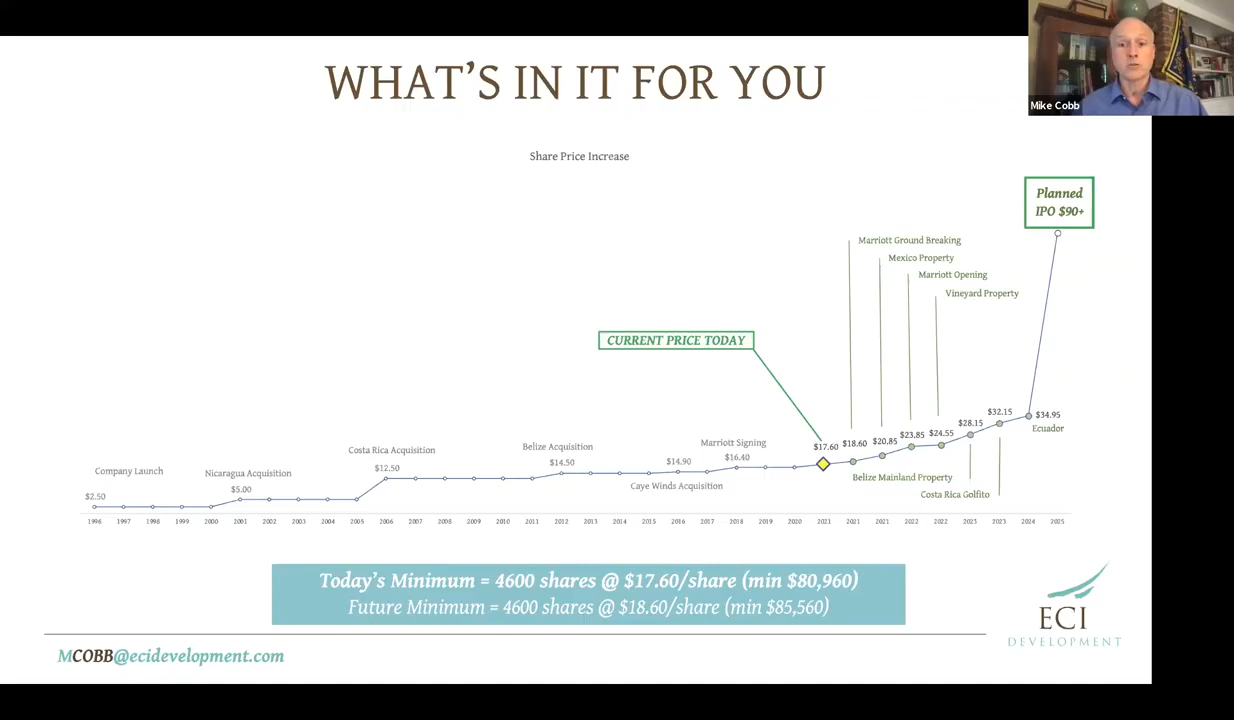 WHAT'S IN IT FOR YOU
Mike Cobb
Share Price Increase
Planned
IPO $90+
Marriott Ground Breaking
Mexico Property
Marriott Opening
Vineyard Property
CURRENT PRICE TODAY
Company Launch
$2.50
Nicaragua Acquisition
$5.00
Costa Rica Acquisition
$12.50
Belize Acquisition
$14.50
$14.90
Caye Winds Acquisition
Marriott Signing
$16.40
$17.60
$18.60
$20.85
$23.85
$24.55
$28.15
$32.15
$34.95
Ecuador
Belize Mainland Property
Costa Rica Golfito
1996 1997 1998 1999 2000 2001 2002 2003 2004 2005 2006 2007 2008 2009 2010 2011 2012 2013 2014 2015 2016 2017 2018 2019 2020 2021 2021 2021 2022 2022 2023 2023 2024 2025
Today's Minimum = 4600 shares @ $17.60/share (min $80,960)
Future Minimum = 4600 shares @ $18.60/share (min $85,560)
ECI
DEVELOPMENT
MCOBB@ecidevelopment.com